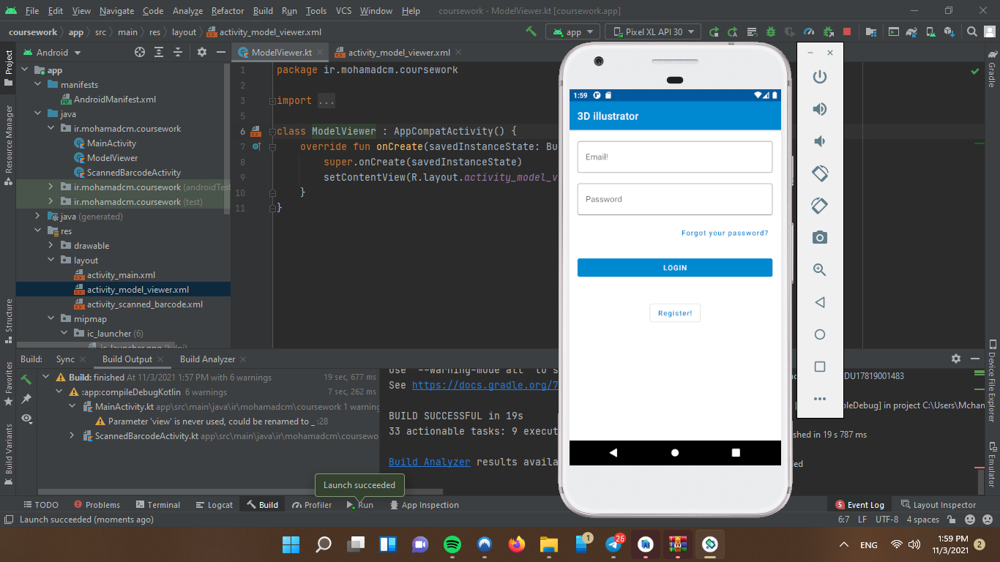 File Edit View Navigate Code Analyze Refactor Build Run Tools VCS Window Help coursework - ModelViewer.kt [coursework.app]
coursework app src main res layout activity_model_viewer.xml app Pixel XL API 30
Project
Resource Manager
Structure
Favorites
Build Variants
Android
app
manifests
AndroidManifest.xml
java
ir.mohamadcm.coursework
MainActivity
ModelViewer
ScannedBarcodeActivity
ir.mohamadcm.coursework (androidTest
ir.mohamadcm.coursework (test)
java (generated)
res
drawable
layout
activity_main.xml
activity_model_viewer.xml
activity_scanned_barcode.xml
mipmap
ic_launcher (6)
ModelViewer.kt activity_model_viewer.xml
1 package ir.mohamadcm.coursework
2
3 import ...
5
6 class ModelViewer : AppCompatActivity() {
7 override fun onCreate(savedInstanceState: Bu
8 super.onCreate(savedInstanceState)
9 setContentView(R.layout.activity_model_v
10 }
11 }
1:59
3D illustrator
Email!
Password
Forgot your password?
LOGIN
Register!
Gradle
Device File Explorer
Emulator
Build: Sync Build Output Build Analyzer
Build: finished At 11/3/2021 1:57 PM with 6 warnings 19 sec, 677 ms
:app:compileDebugKotlin 6 warnings 7 sec, 262 ms
MainActivity.kt app\src\main\java\ir\mohamadcm\coursework 1 warning
Parameter 'view' is never used, could be renamed to _ :28
ScannedBarcodeActivity.kt app\src\main\java\ir\mohamadcm\coursewo
Use '--warning-mode all' to s
See https://docs.gradle.org/7
BUILD SUCCESSFUL in 19s
33 actionable tasks: 9 execut
Build Analyzer results availa
DU17819001483
bleDebug] in project C:\Users\Mchan
shed in 19 s 787 ms
ed
Launch succeeded
TODO Problems Terminal Logcat Build Profiler Run App Inspection 5 Event Log Layout Inspector
Launch succeeded (moments ago) 6:7 LF UTF-8 4 spaces
1 26 ENG 1:59 PM
11/3/2021 2